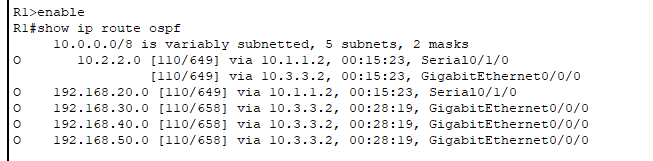 R1>enable
R1#show ip route ospf
10.0.0.0/8 is variably subnetted, 5 subnets, 2 masks
O 10.2.2.0 [110/649] via 10.1.1.2, 00:15:23, Serial0/1/0
[110/649] via 10.3.3.2, 00:15:23, GigabitEthernet0/0/0
O 192.168.20.0 [110/649] via 10.1.1.2, 00:15:23, Serial0/1/0
O 192.168.30.0 [110/658] via 10.3.3.2, 00:28:19, GigabitEthernet0/0/0
O 192.168.40.0 [110/658] via 10.3.3.2, 00:28:19, GigabitEthernet0/0/0
O 192.168.50.0 [110/658] via 10.3.3.2, 00:28:19, GigabitEthernet0/0/0